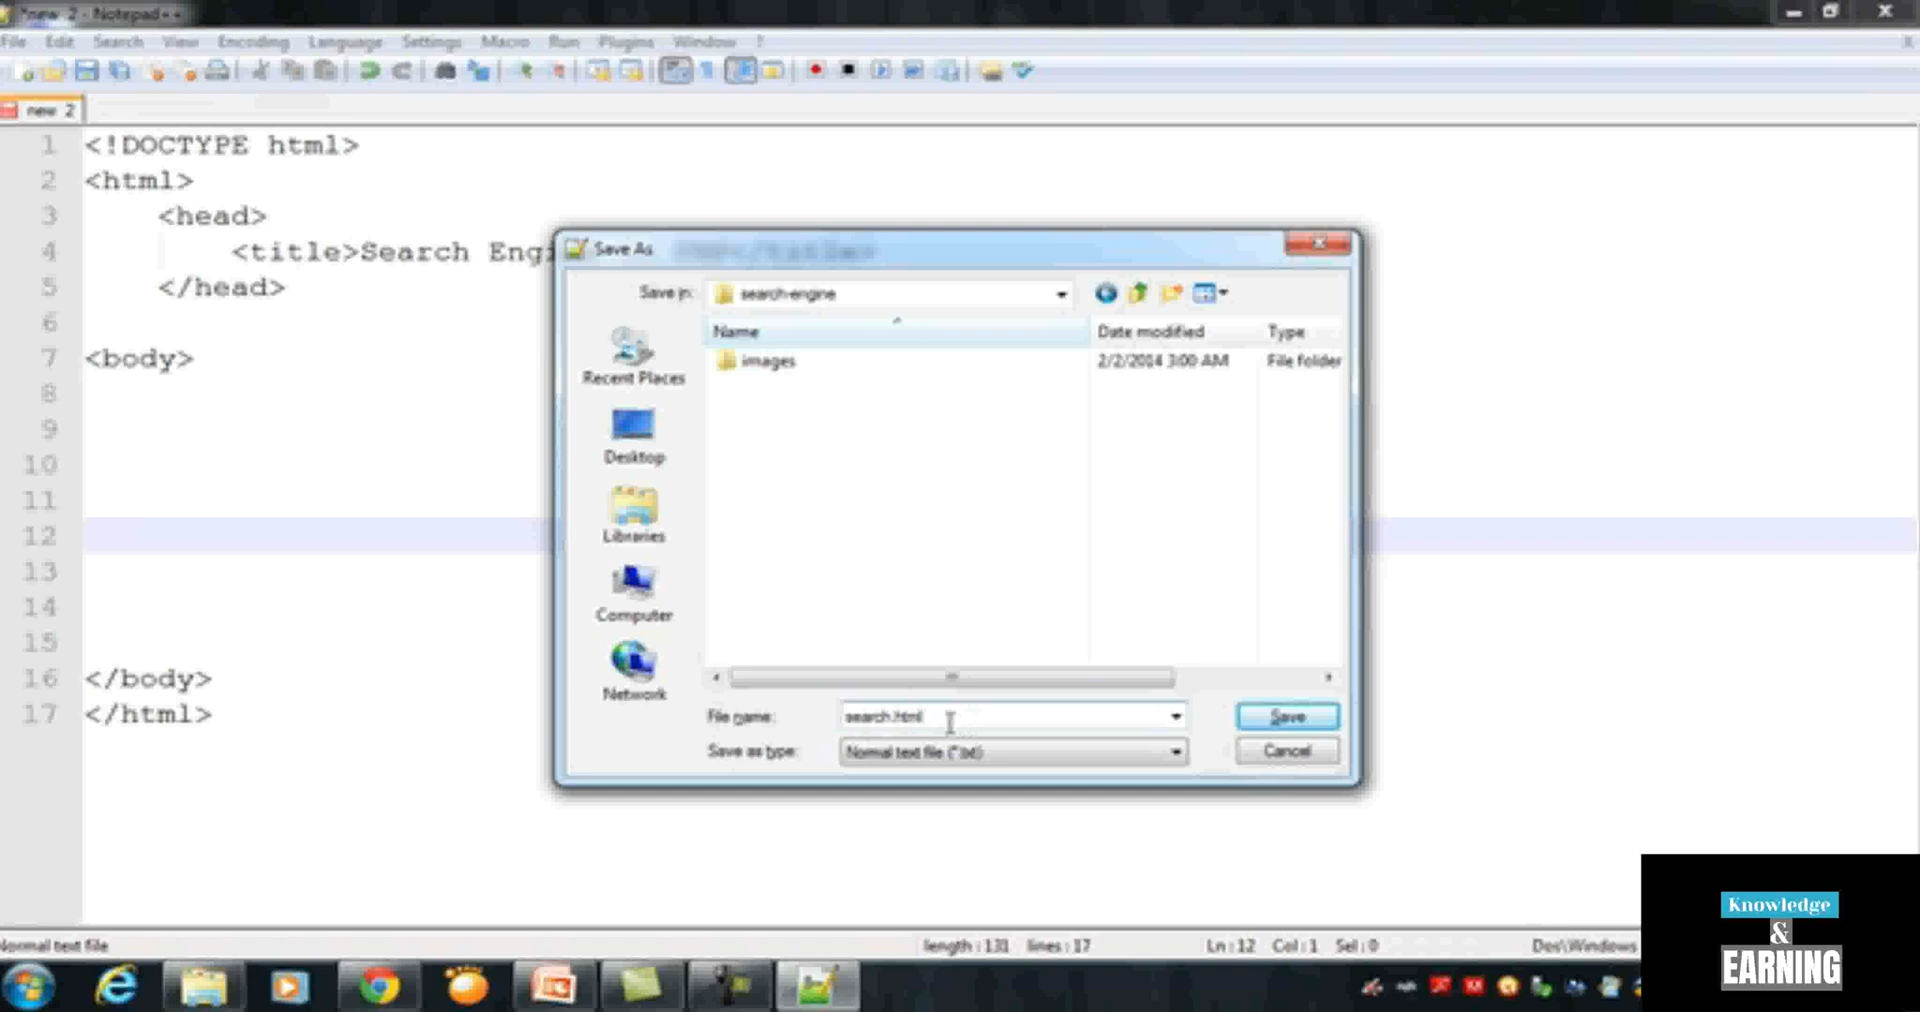 *new 2 - Notepad++
File Edit Search View Encoding Language Settings Macro Run Plugins Window ?
new 2
1 <!DOCTYPE html>
2 <html>
3 <head>
4 <title>Search Engi
5 </head>
6
7 <body>
8
9
10
11
12
13
14
15
16 </body>
17 </html>
Save As
Save in: search-engine
Name Date modified Type
images 2/2/2014 3:00 AM File folder
Recent Places
Desktop
Libraries
Computer
Network
File name: search.html Save
Save as type: Normal text file (*.txt) Cancel
Normal text file length : 131 lines : 17 Ln : 12 Col : 1 Sel : 0 Dos\Windows
Knowledge
&
EARNING